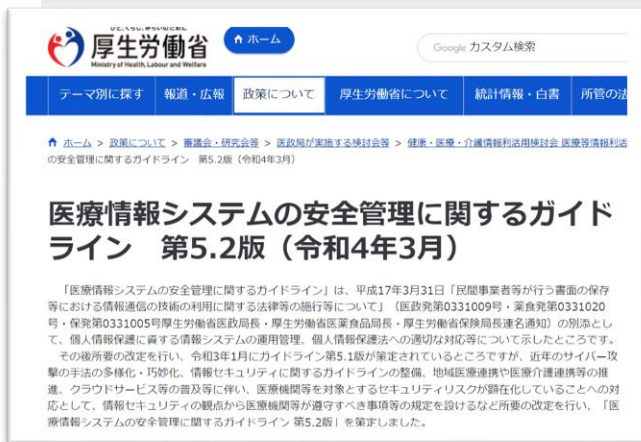 ひと、くらし、みらいのために
厚生労働省
Ministry of Health, Labour and Welfare
ホーム
Google カスタム検索
テーマ別に探す 報道・広報 政策について 厚生労働省について 統計情報・白書 所管の法
ホーム > 政策について > 審議会・研究会等 > 医政局が実施する検討会等 > 健康・医療・介護情報利活用検討会 医療等情報利活
の安全管理に関するガイドライン 第5.2版（令和4年3月）
医療情報システムの安全管理に関するガイド
ライン 第5.2版（令和4年3月）
「医療情報システムの安全管理に関するガイドライン」は、平成17年3月31日「民間事業者等が行う書面の保存
等における情報通信の技術の利用に関する法律等の施行等について」（医政発第0331009号・薬食発第0331020
号・保発第0331005号厚生労働省医政局長・厚生労働省医薬食品局長・厚生労働省保険局長連名通知）の別添とし
て、個人情報保護に資する情報システムの運用管理、個人情報保護法への適切な対応等について示したところです。
その後所要の改定を行い、令和3年1月にガイドライン第5.1版が策定されているところですが、近年のサイバー攻
撃の手法の多様化・巧妙化、情報セキュリティに関するガイドラインの整備、地域医療連携や医療介護連携等の推
進、クラウドサービス等の普及等に伴い、医療機関等を対象とするセキュリティリスクが顕在化していることへの対
応として、情報セキュリティの観点から医療機関等が遵守すべき事項等の規定を設けるなど所要の改定を行い、「医
療情報システムの安全管理に関するガイドライン 第5.2版」を策定しました。